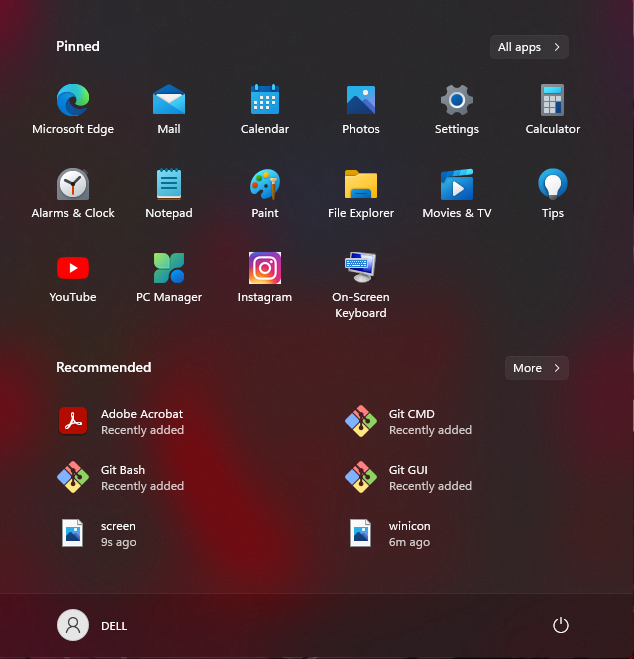 Pinned
All apps
Microsoft Edge
Mail
Calendar
Photos
Settings
Calculator
Alarms & Clock
Notepad
Paint
File Explorer
Movies & TV
Tips
YouTube
PC Manager
Instagram
On-Screen
Keyboard
Recommended
More
Adobe Acrobat
Recently added
Git CMD
Recently added
Git Bash
Recently added
Git GUI
Recently added
screen
9s ago
winicon
6m ago
DELL